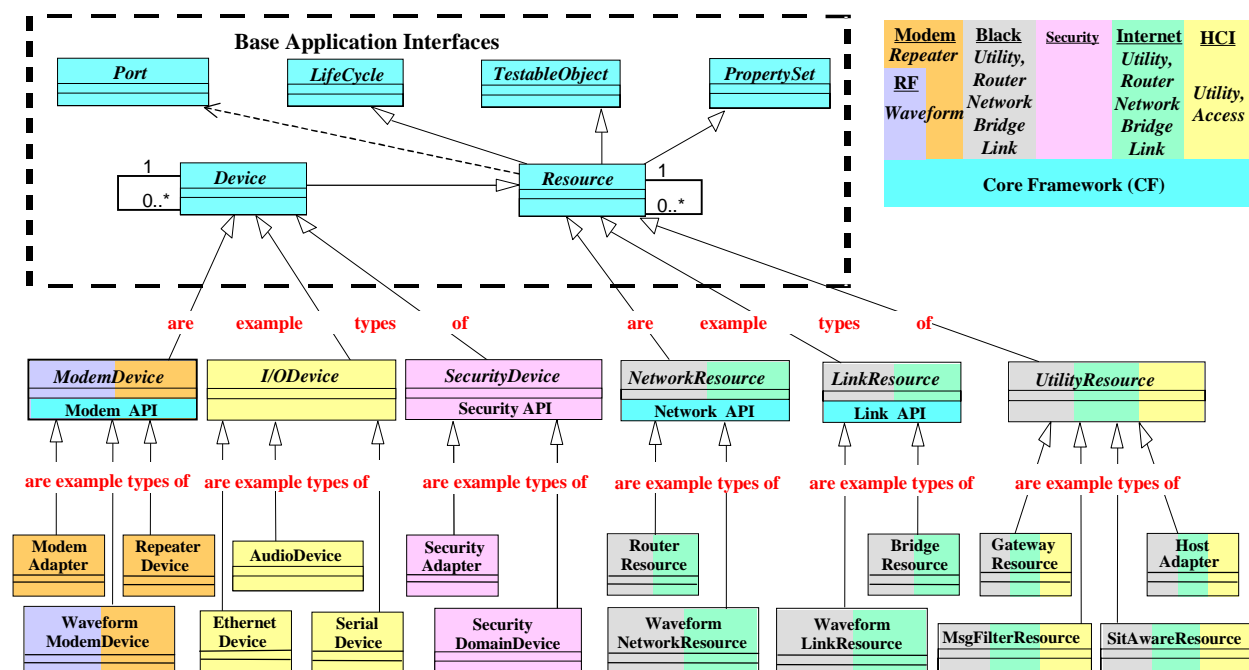 Base Application Interfaces
Port
LifeCycle
TestableObject
PropertySet
Device
1
0..*
Resource
1
0..*
Modem
Repeater
RF
Waveform
Black
Utility,
Router
Network
Bridge
Link
Security
Internet
Utility,
Router
Network
Bridge
Link
HCI
Utility,
Access
Core Framework (CF)
are example types of
are example types of
ModemDevice
Modem API
I/ODevice
SecurityDevice
Security API
NetworkResource
Network API
LinkResource
Link API
UtilityResource
are example types of
are example types of
are example types of
are example types of
are example types of
are example types of
Modem
Adapter
Repeater
Device
AudioDevice
Security
Adapter
Router
Resource
Bridge
Resource
Gateway
Resource
Host
Adapter
Waveform
ModemDevice
Ethernet
Device
Serial
Device
Security
DomainDevice
Waveform
NetworkResource
Waveform
LinkResource
MsgFilterResource
SitAwareResource